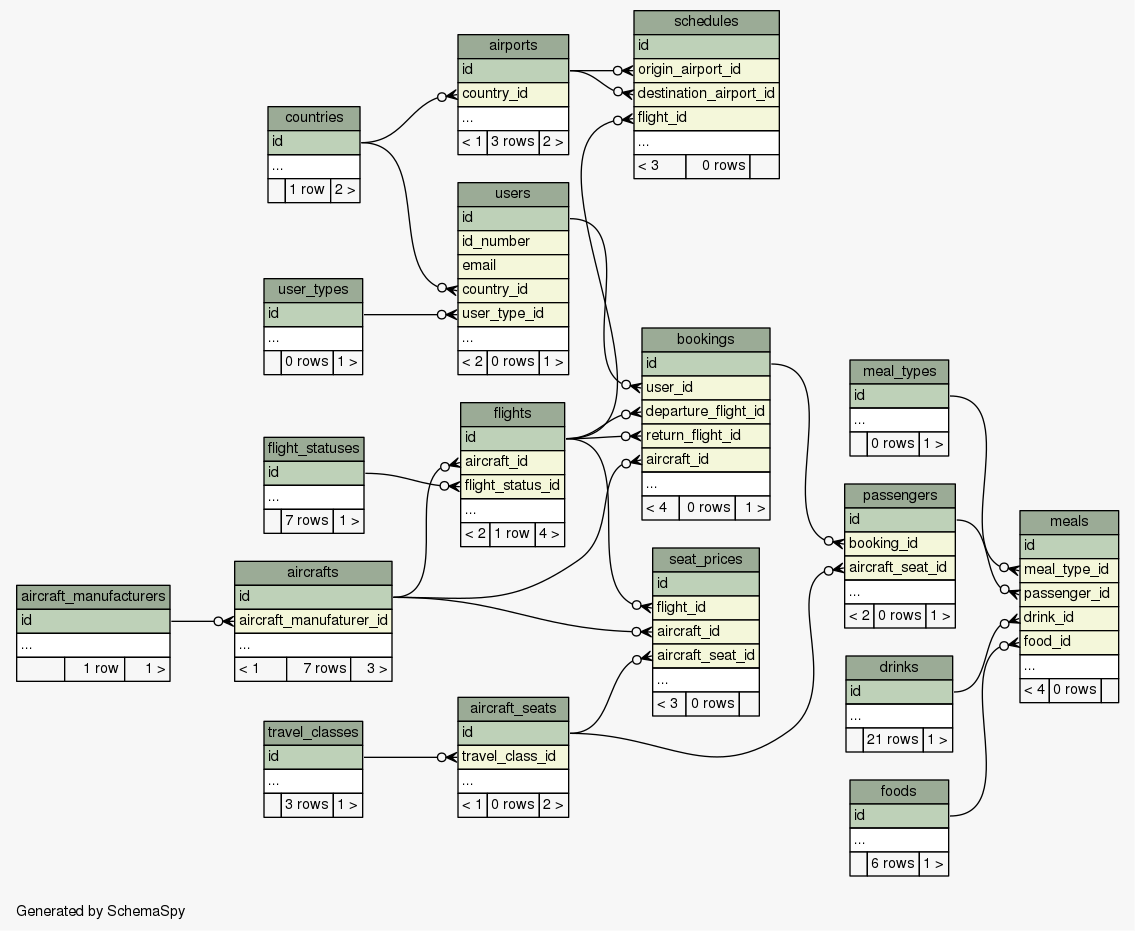 schedules
id
origin_airport_id
destination_airport_id
flight_id
...
< 3 0 rows
airports
id
country_id
...
< 1 3 rows 2 >
countries
id
...
1 row 2 >
users
id
id_number
email
country_id
user_type_id
...
< 2 0 rows 1 >
user_types
id
...
0 rows 1 >
bookings
id
user_id
departure_flight_id
return_flight_id
aircraft_id
...
< 4 0 rows 1 >
meal_types
id
...
0 rows 1 >
flights
id
aircraft_id
flight_status_id
...
< 2 1 row 4 >
flight_statuses
id
...
7 rows 1 >
passengers
id
booking_id
aircraft_seat_id
...
< 2 0 rows 1 >
meals
id
meal_type_id
passenger_id
drink_id
food_id
...
< 4 0 rows
seat_prices
id
flight_id
aircraft_id
aircraft_seat_id
...
< 3 0 rows
aircrafts
id
aircraft_manufaturer_id
...
< 1 7 rows 3 >
aircraft_manufacturers
id
...
1 row 1 >
drinks
id
...
21 rows 1 >
aircraft_seats
id
travel_class_id
...
< 1 0 rows 2 >
travel_classes
id
...
3 rows 1 >
foods
id
...
6 rows 1 >
Generated by SchemaSpy